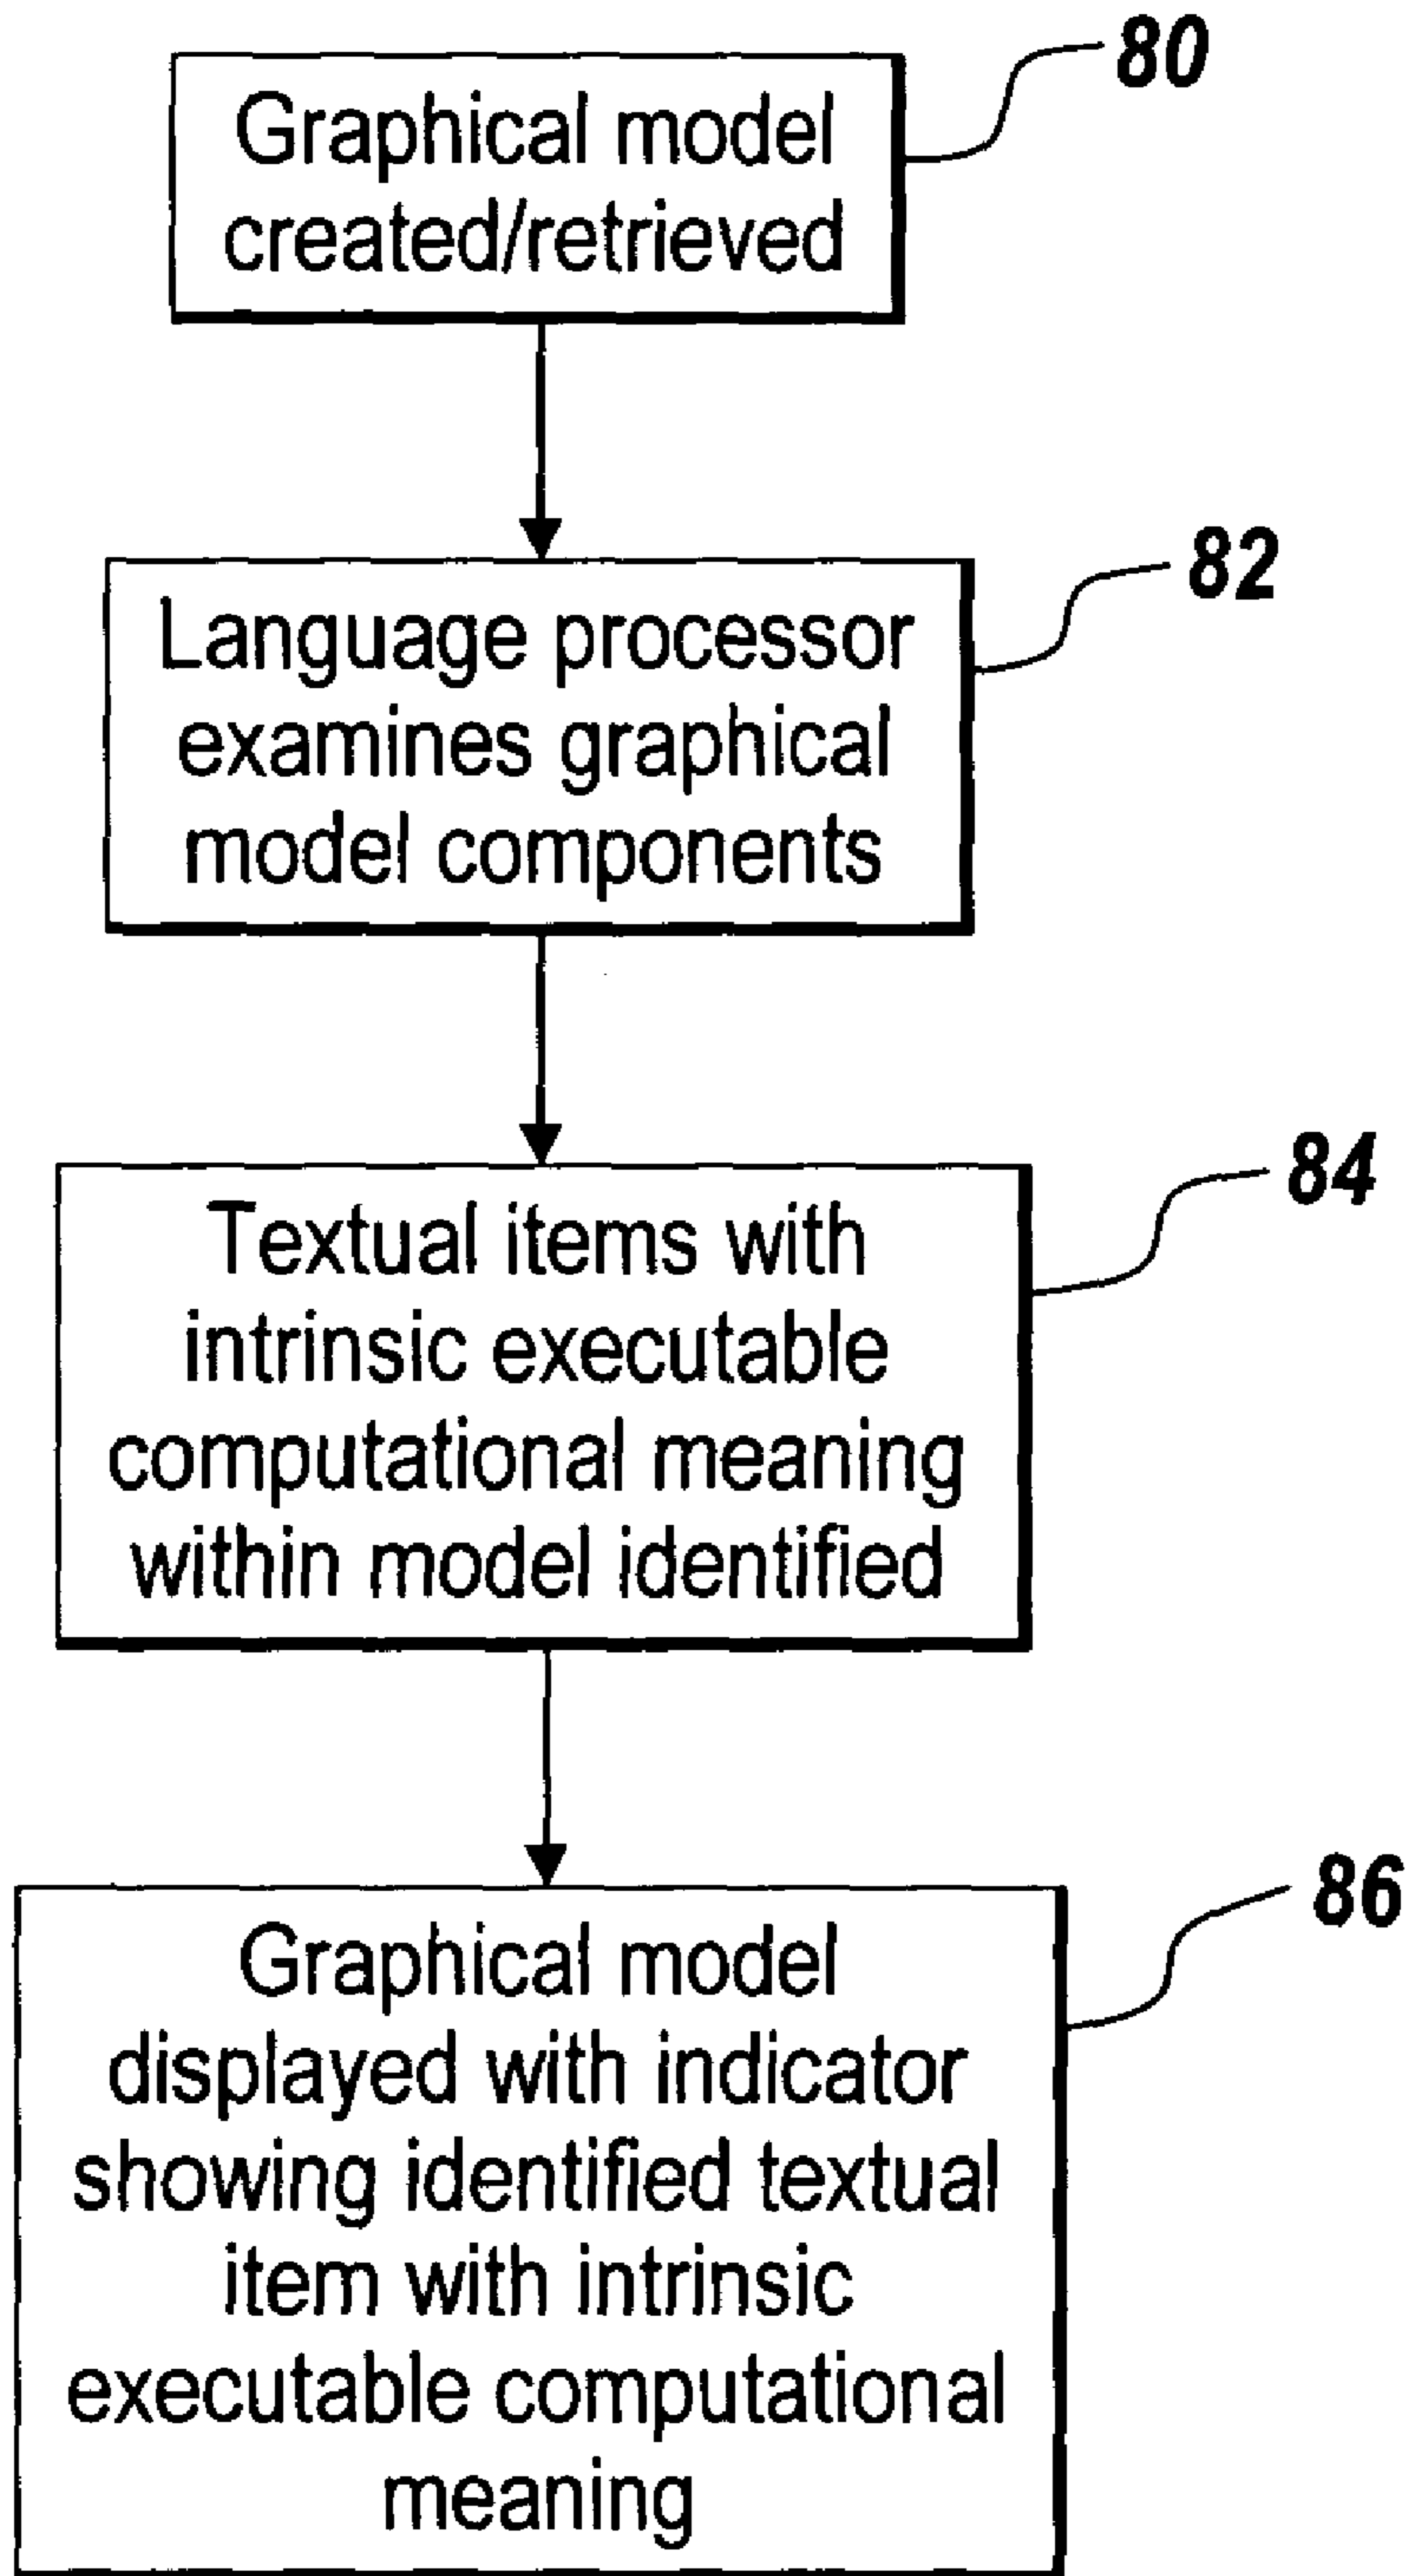 80
Graphical model
created/retrieved
82
Language processor
examines graphical
model components
84
Textual items with
intrinsic executable
computational meaning
within model identified
86
Graphical model
displayed with indicator
showing identified textual
item with intrinsic
executable computational
meaning